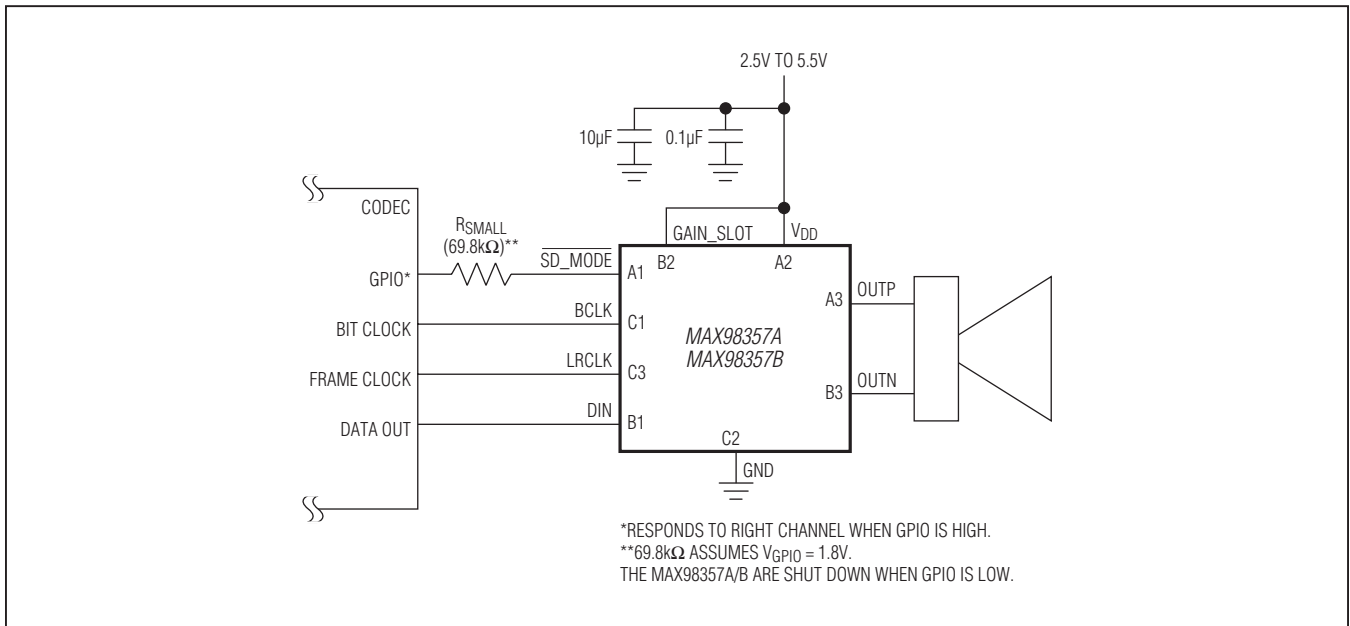 2.5V TO 5.5V
10µF
0.1µF
CODEC
RSMALL
(69.8kΩ)**
SD_MODE
GAIN_SLOT
VDD
B2
A2
GPIO*
A1
A3
OUTP
BIT CLOCK
BCLK
C1
MAX98357A
MAX98357B
FRAME CLOCK
LRCLK
C3
B3
OUTN
DATA OUT
DIN
B1
C2
GND
*RESPONDS TO RIGHT CHANNEL WHEN GPIO IS HIGH.
**69.8kΩ ASSUMES VGPIO = 1.8V.
THE MAX98357A/B ARE SHUT DOWN WHEN GPIO IS LOW.